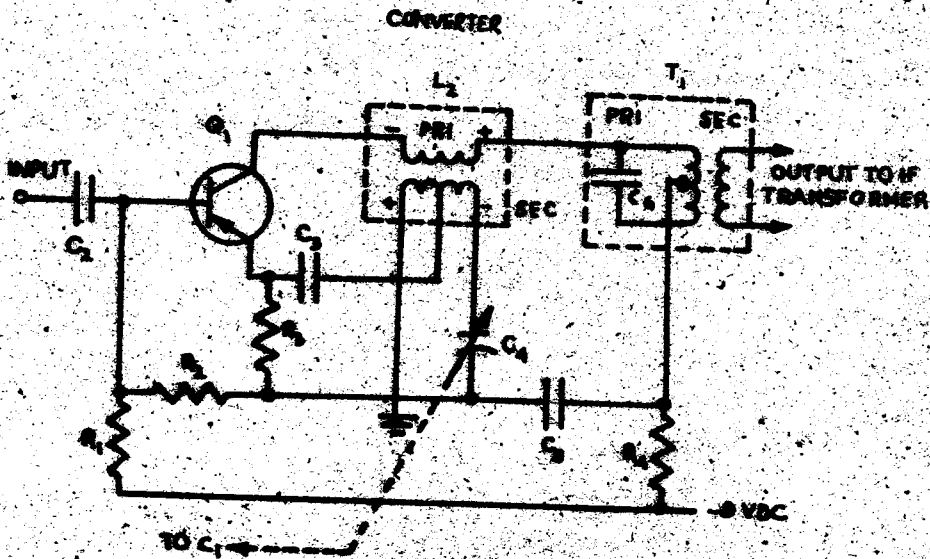 CONVERTER
L2
T1
PRI
SEC
Q1
- PRI +
INPUT
OUTPUT TO IF
TRANSFORMER
+ - SEC
C2
C3
R3
C4
R2
R1
C5
R4
-9 VDC
TO C1